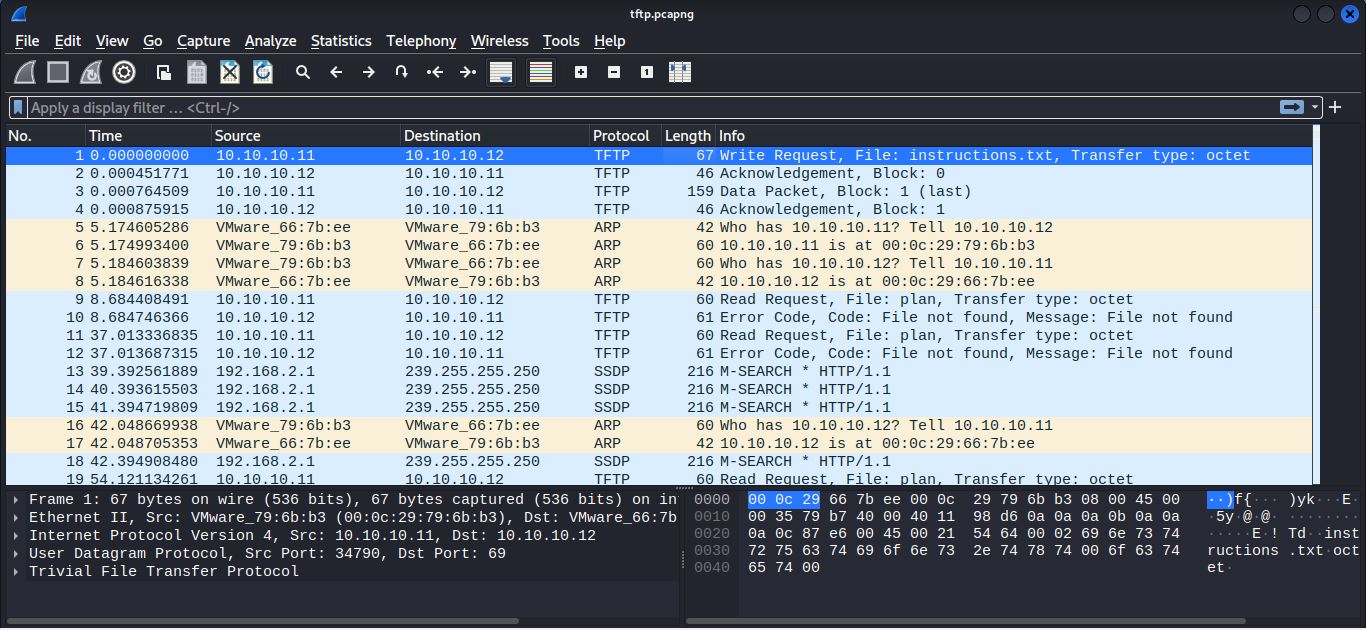 tftp.pcapng
File Edit View Go Capture Analyze Statistics Telephony Wireless Tools Help
Apply a display filter ... <Ctrl-/>
No. Time Source Destination Protocol Length Info
1 0.000000000 10.10.10.11 10.10.10.12 TFTP 67 Write Request, File: instructions.txt, Transfer type: octet
2 0.000451771 10.10.10.12 10.10.10.11 TFTP 46 Acknowledgement, Block: 0
3 0.000764509 10.10.10.11 10.10.10.12 TFTP 159 Data Packet, Block: 1 (last)
4 0.000875915 10.10.10.12 10.10.10.11 TFTP 46 Acknowledgement, Block: 1
5 5.174605286 VMware_66:7b:ee VMware_79:6b:b3 ARP 42 Who has 10.10.10.11? Tell 10.10.10.12
6 5.174993400 VMware_79:6b:b3 VMware_66:7b:ee ARP 60 10.10.10.11 is at 00:0c:29:79:6b:b3
7 5.184603839 VMware_79:6b:b3 VMware_66:7b:ee ARP 60 Who has 10.10.10.12? Tell 10.10.10.11
8 5.184616338 VMware_66:7b:ee VMware_79:6b:b3 ARP 42 10.10.10.12 is at 00:0c:29:66:7b:ee
9 8.684408491 10.10.10.11 10.10.10.12 TFTP 60 Read Request, File: plan, Transfer type: octet
10 8.684746366 10.10.10.12 10.10.10.11 TFTP 61 Error Code, Code: File not found, Message: File not found
11 37.013336835 10.10.10.11 10.10.10.12 TFTP 60 Read Request, File: plan, Transfer type: octet
12 37.013687315 10.10.10.12 10.10.10.11 TFTP 61 Error Code, Code: File not found, Message: File not found
13 39.392561889 192.168.2.1 239.255.255.250 SSDP 216 M-SEARCH * HTTP/1.1
14 40.393615503 192.168.2.1 239.255.255.250 SSDP 216 M-SEARCH * HTTP/1.1
15 41.394719809 192.168.2.1 239.255.255.250 SSDP 216 M-SEARCH * HTTP/1.1
16 42.048669938 VMware_79:6b:b3 VMware_66:7b:ee ARP 60 Who has 10.10.10.12? Tell 10.10.10.11
17 42.048705353 VMware_66:7b:ee VMware_79:6b:b3 ARP 42 10.10.10.12 is at 00:0c:29:66:7b:ee
18 42.394908480 192.168.2.1 239.255.255.250 SSDP 216 M-SEARCH * HTTP/1.1
19 54.121134261 10.10.10.11 10.10.10.12 TFTP 60 Read Request, File: plan, Transfer type: octet
Frame 1: 67 bytes on wire (536 bits), 67 bytes captured (536 bits) on in
Ethernet II, Src: VMware_79:6b:b3 (00:0c:29:79:6b:b3), Dst: VMware_66:7b
Internet Protocol Version 4, Src: 10.10.10.11, Dst: 10.10.10.12
User Datagram Protocol, Src Port: 34790, Dst Port: 69
Trivial File Transfer Protocol
0000 00 0c 29 66 7b ee 00 0c 29 79 6b b3 08 00 45 00 ··)f{··· )yk···E·
0010 00 35 79 b7 40 00 40 11 98 d6 0a 0a 0a 0b 0a 0a ·5y·@·@· ········
0020 0a 0c 87 e6 00 45 00 21 54 64 00 02 69 6e 73 74 ·····E·! Td··inst
0030 72 75 63 74 69 6f 6e 73 2e 74 78 74 00 6f 63 74 ructions .txt·oct
0040 65 74 00 et·